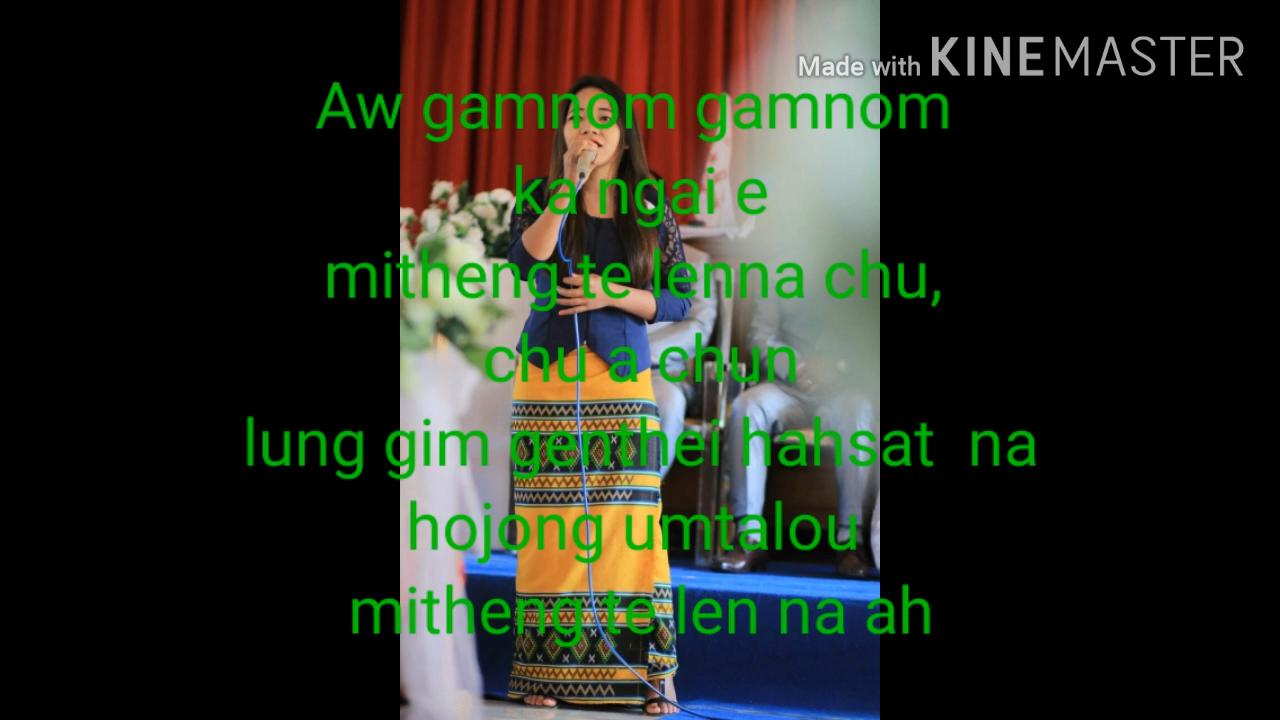 Made with KINEMASTER
Aw gamnom gamnom
ka ngai e
mitheng te lenna chu,
chu a chun
lung gim genthei hahsat na
hojong umtalou
mitheng te len na ah